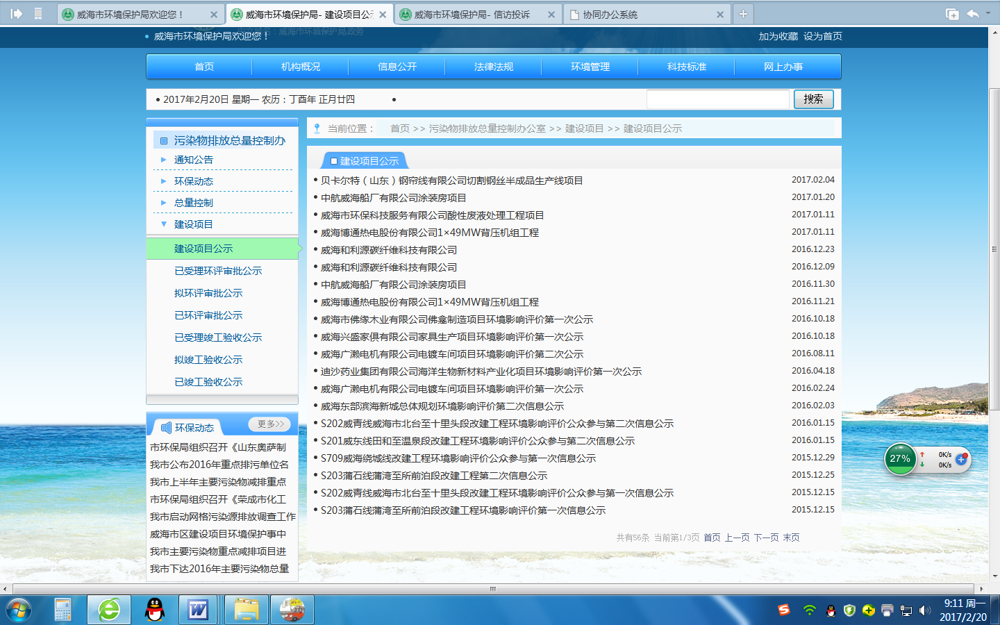 威海市环境保护局欢迎您！
威海市环境保护局- 建设项目公示
威海市环境保护局- 信访投诉
协同办公系统
威海市环境保护局欢迎您！
加为收藏 设为首页
首页
机构概况
信息公开
法律法规
环境管理
科技标准
网上办事
• 2017年2月20日 星期一 农历：丁酉年 正月廿四
•
搜索
污染物排放总量控制办
通知公告
环保动态
总量控制
建设项目
建设项目公示
已受理环评审批公示
拟环评审批公示
已环评审批公示
已受理竣工验收公示
拟竣工验收公示
已竣工验收公示
环保动态
更多>>
市环保局组织召开《山东奥萨制
我市公布2016年重点排污单位名
我市上半年主要污染物减排重点
市环保局组织召开《荣成市化工
我市启动网格污染源排放调查工作
威海市区建设项目环境保护事中
我市主要污染物重点减排项目进
我市下达2016年主要污染物总量
当前位置： 首页 >> 污染物排放总量控制办公室 >> 建设项目 >> 建设项目公示
建设项目公示
• 贝卡尔特（山东）钢帘线有限公司切割钢丝半成品生产线项目 2017.02.04
• 中航威海船厂有限公司涂装房项目 2017.01.20
• 威海市环保科技服务有限公司酸性废液处理工程项目 2017.01.11
• 威海博通热电股份有限公司1×49MW背压机组工程 2017.01.11
• 威海和利源碳纤维科技有限公司 2016.12.23
• 威海和利源碳纤维科技有限公司 2016.12.09
• 中航威海船厂有限公司涂装房项目 2016.11.30
• 威海博通热电股份有限公司1×49MW背压机组工程 2016.11.21
• 威海市佛缘木业有限公司佛龛制造项目环境影响评价第一次公示 2016.10.18
• 威海兴盛家俱有限公司家具生产项目环境影响评价第一次公示 2016.10.18
• 威海广濑电机有限公司电镀车间项目环境影响评价第二次公示 2016.08.11
• 迪沙药业集团有限公司海洋生物新材料产业化项目环境影响评价第一次公示 2016.04.18
• 威海广濑电机有限公司电镀车间项目环境影响评价第一次公示 2016.02.24
• 威海东部滨海新城总体规划环境影响评价第二次信息公示 2016.02.03
• S202威青线威海市北台至十里头段改建工程环境影响评价公众参与第二次信息公示 2016.01.15
• S201威东线田和至温泉段改建工程环境影响评价公众参与第二次信息公示 2016.01.15
• S709威海绕城线改建工程环境影响评价公众参与第一次信息公示 2015.12.29
• S203蒲石线蒲湾至所前泊段改建工程第二次信息公示 2015.12.25
• S202威青线威海市北台至十里头段改建工程环境影响评价公众参与第一次信息公示 2015.12.15
• S203蒲石线蒲湾至所前泊段改建工程环境影响评价第一次信息公示 2015.12.15
共有56条 当前第1/3页 首页 上一页 下一页 末页
27%
0K/s
0K/s
9:11 周一
2017/2/20